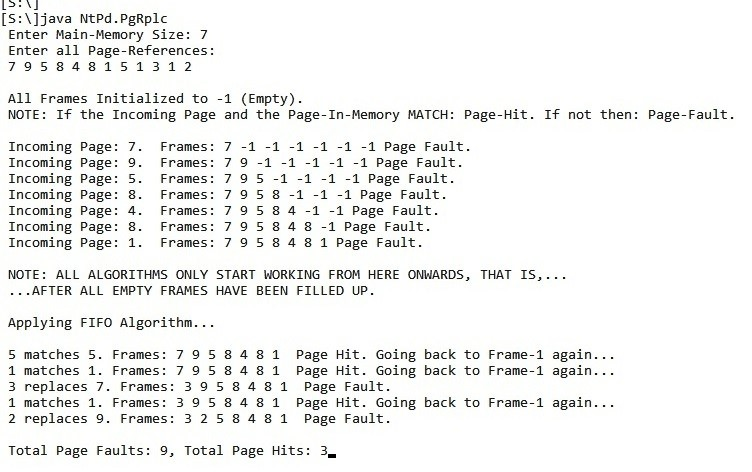 [S:\]
[S:\]java NtPd.PgRplc
Enter Main-Memory Size: 7
Enter all Page-References:
7 9 5 8 4 8 1 5 1 3 1 2
All Frames Initialized to -1 (Empty).
NOTE: If the Incoming Page and the Page-In-Memory MATCH: Page-Hit. If not then: Page-Fault.
Incoming Page: 7.  Frames: 7 -1 -1 -1 -1 -1 -1 Page Fault.
Incoming Page: 9.  Frames: 7 9 -1 -1 -1 -1 -1 Page Fault.
Incoming Page: 5.  Frames: 7 9 5 -1 -1 -1 -1 Page Fault.
Incoming Page: 8.  Frames: 7 9 5 8 -1 -1 -1 Page Fault.
Incoming Page: 4.  Frames: 7 9 5 8 4 -1 -1 Page Fault.
Incoming Page: 8.  Frames: 7 9 5 8 4 8 -1 Page Fault.
Incoming Page: 1.  Frames: 7 9 5 8 4 8 1 Page Fault.
NOTE: ALL ALGORITHMS ONLY START WORKING FROM HERE ONWARDS, THAT IS,...
...AFTER ALL EMPTY FRAMES HAVE BEEN FILLED UP.
Applying FIFO Algorithm...
5 matches 5. Frames: 7 9 5 8 4 8 1  Page Hit. Going back to Frame-1 again...
1 matches 1. Frames: 7 9 5 8 4 8 1  Page Hit. Going back to Frame-1 again...
3 replaces 7. Frames: 3 9 5 8 4 8 1  Page Fault.
1 matches 1. Frames: 3 9 5 8 4 8 1  Page Hit. Going back to Frame-1 again...
2 replaces 9. Frames: 3 2 5 8 4 8 1  Page Fault.
Total Page Faults: 9, Total Page Hits: 3